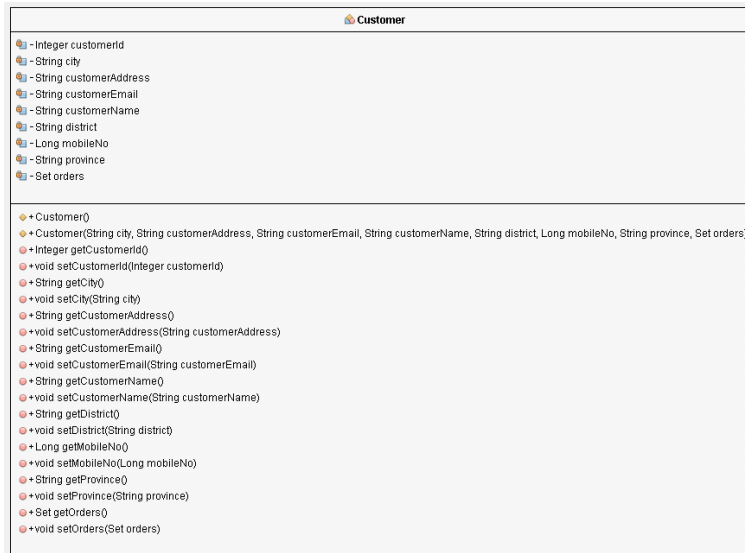 Customer
- Integer customerId
- String city
- String customerAddress
- String customerEmail
- String customerName
- String district
- Long mobileNo
- String province
- Set orders
+ Customer()
+ Customer(String city, String customerAddress, String customerEmail, String customerName, String district, Long mobileNo, String province, Set orders)
+ Integer getCustomerId()
+ void setCustomerId(Integer customerId)
+ String getCity()
+ void setCity(String city)
+ String getCustomerAddress()
+ void setCustomerAddress(String customerAddress)
+ String getCustomerEmail()
+ void setCustomerEmail(String customerEmail)
+ String getCustomerName()
+ void setCustomerName(String customerName)
+ String getDistrict()
+ void setDistrict(String district)
+ Long getMobileNo()
+ void setMobileNo(Long mobileNo)
+ String getProvince()
+ void setProvince(String province)
+ Set getOrders()
+ void setOrders(Set orders)